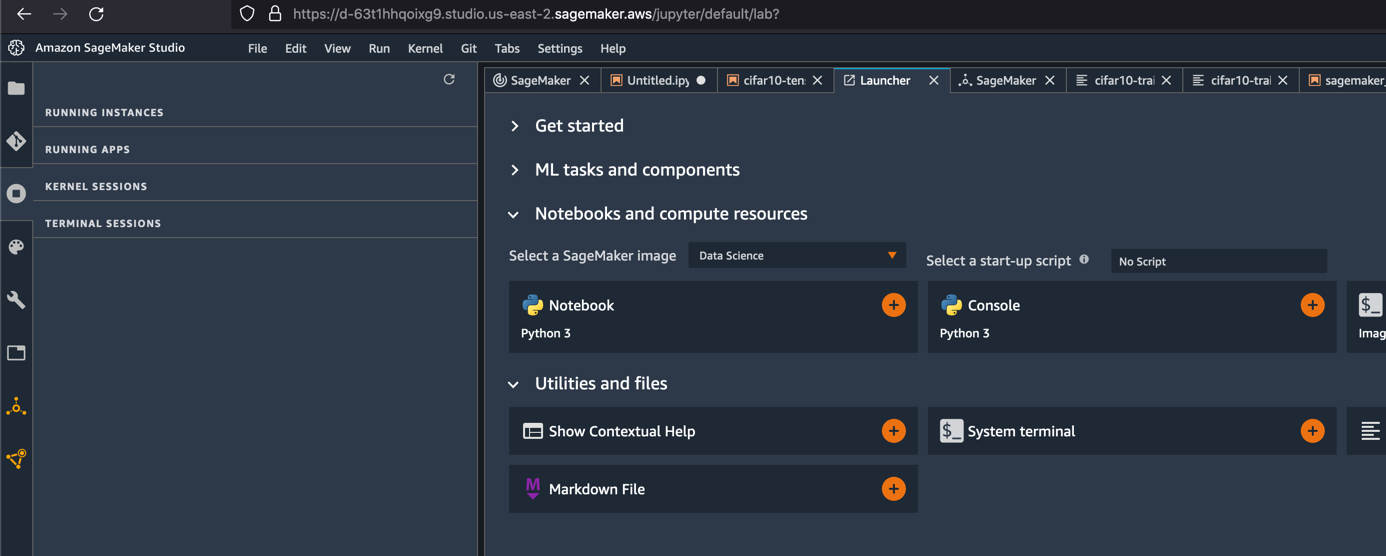 https://d-63t1hhqoixg9.studio.us-east-2.sagemaker.aws/jupyter/default/lab?
Amazon SageMaker Studio File Edit View Run Kernel Git Tabs Settings Help
SageMaker Untitled.ipy cifar10-ten Launcher SageMaker cifar10-trai cifar10-trai sagemaker_
RUNNING INSTANCES
RUNNING APPS
KERNEL SESSIONS
TERMINAL SESSIONS
Get started
ML tasks and components
Notebooks and compute resources
Select a SageMaker image Data Science Select a start-up script No Script
Notebook Console $_
Python 3 Python 3 Imag
Utilities and files
Show Contextual Help $_ System terminal
M Markdown File